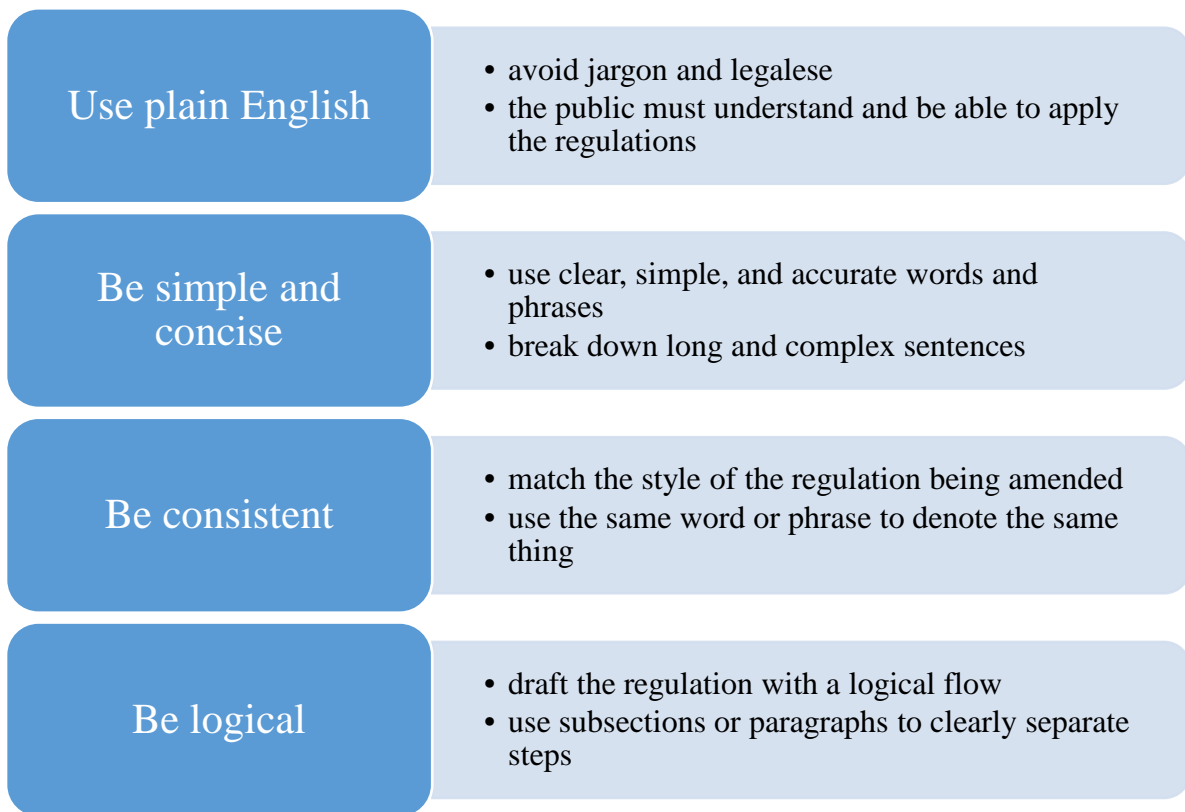 Use plain English
• avoid jargon and legalese
• the public must understand and be able to apply
the regulations
Be simple and
concise
• use clear, simple, and accurate words and
phrases
• break down long and complex sentences
Be consistent
• match the style of the regulation being amended
• use the same word or phrase to denote the same
thing
Be logical
• draft the regulation with a logical flow
• use subsections or paragraphs to clearly separate
steps